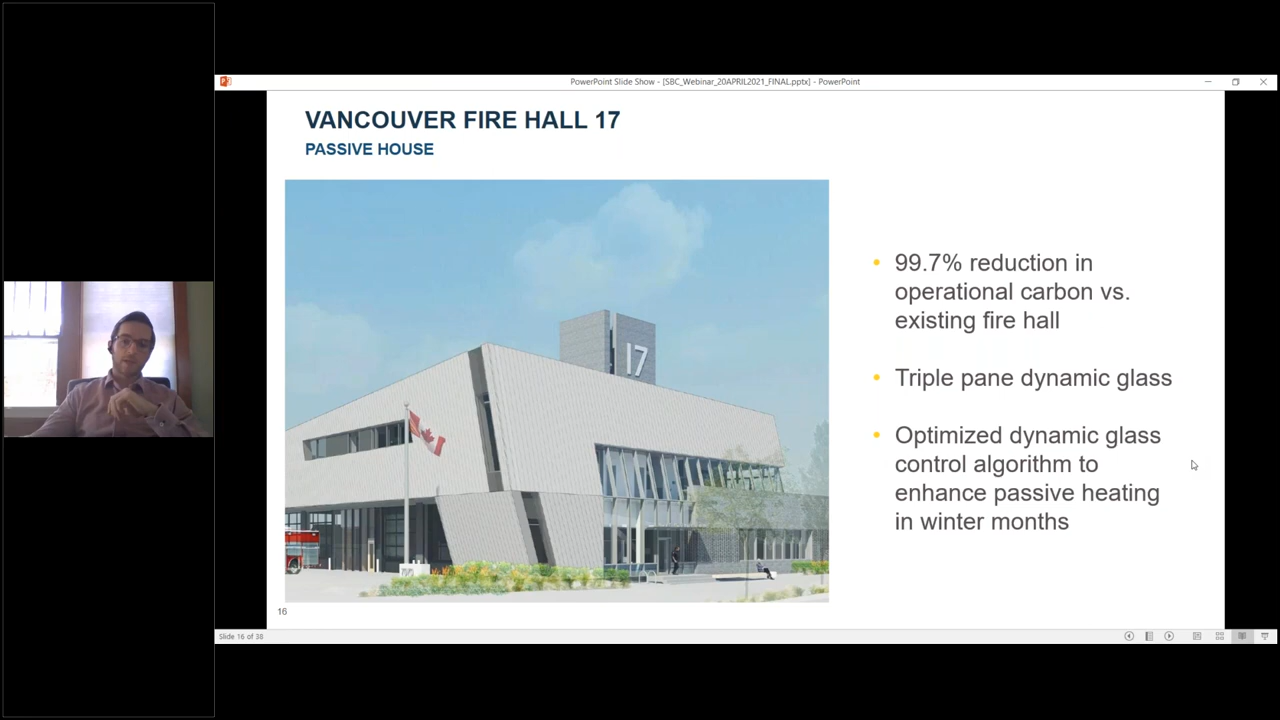 PowerPoint Slide Show - [SBC_Webinar_20APRIL2021_FINAL.pptx] - PowerPoint
VANCOUVER FIRE HALL 17
PASSIVE HOUSE
17
• 99.7% reduction in
operational carbon vs.
existing fire hall
• Triple pane dynamic glass
• Optimized dynamic glass
control algorithm to
enhance passive heating
in winter months
16
Slide 16 of 38